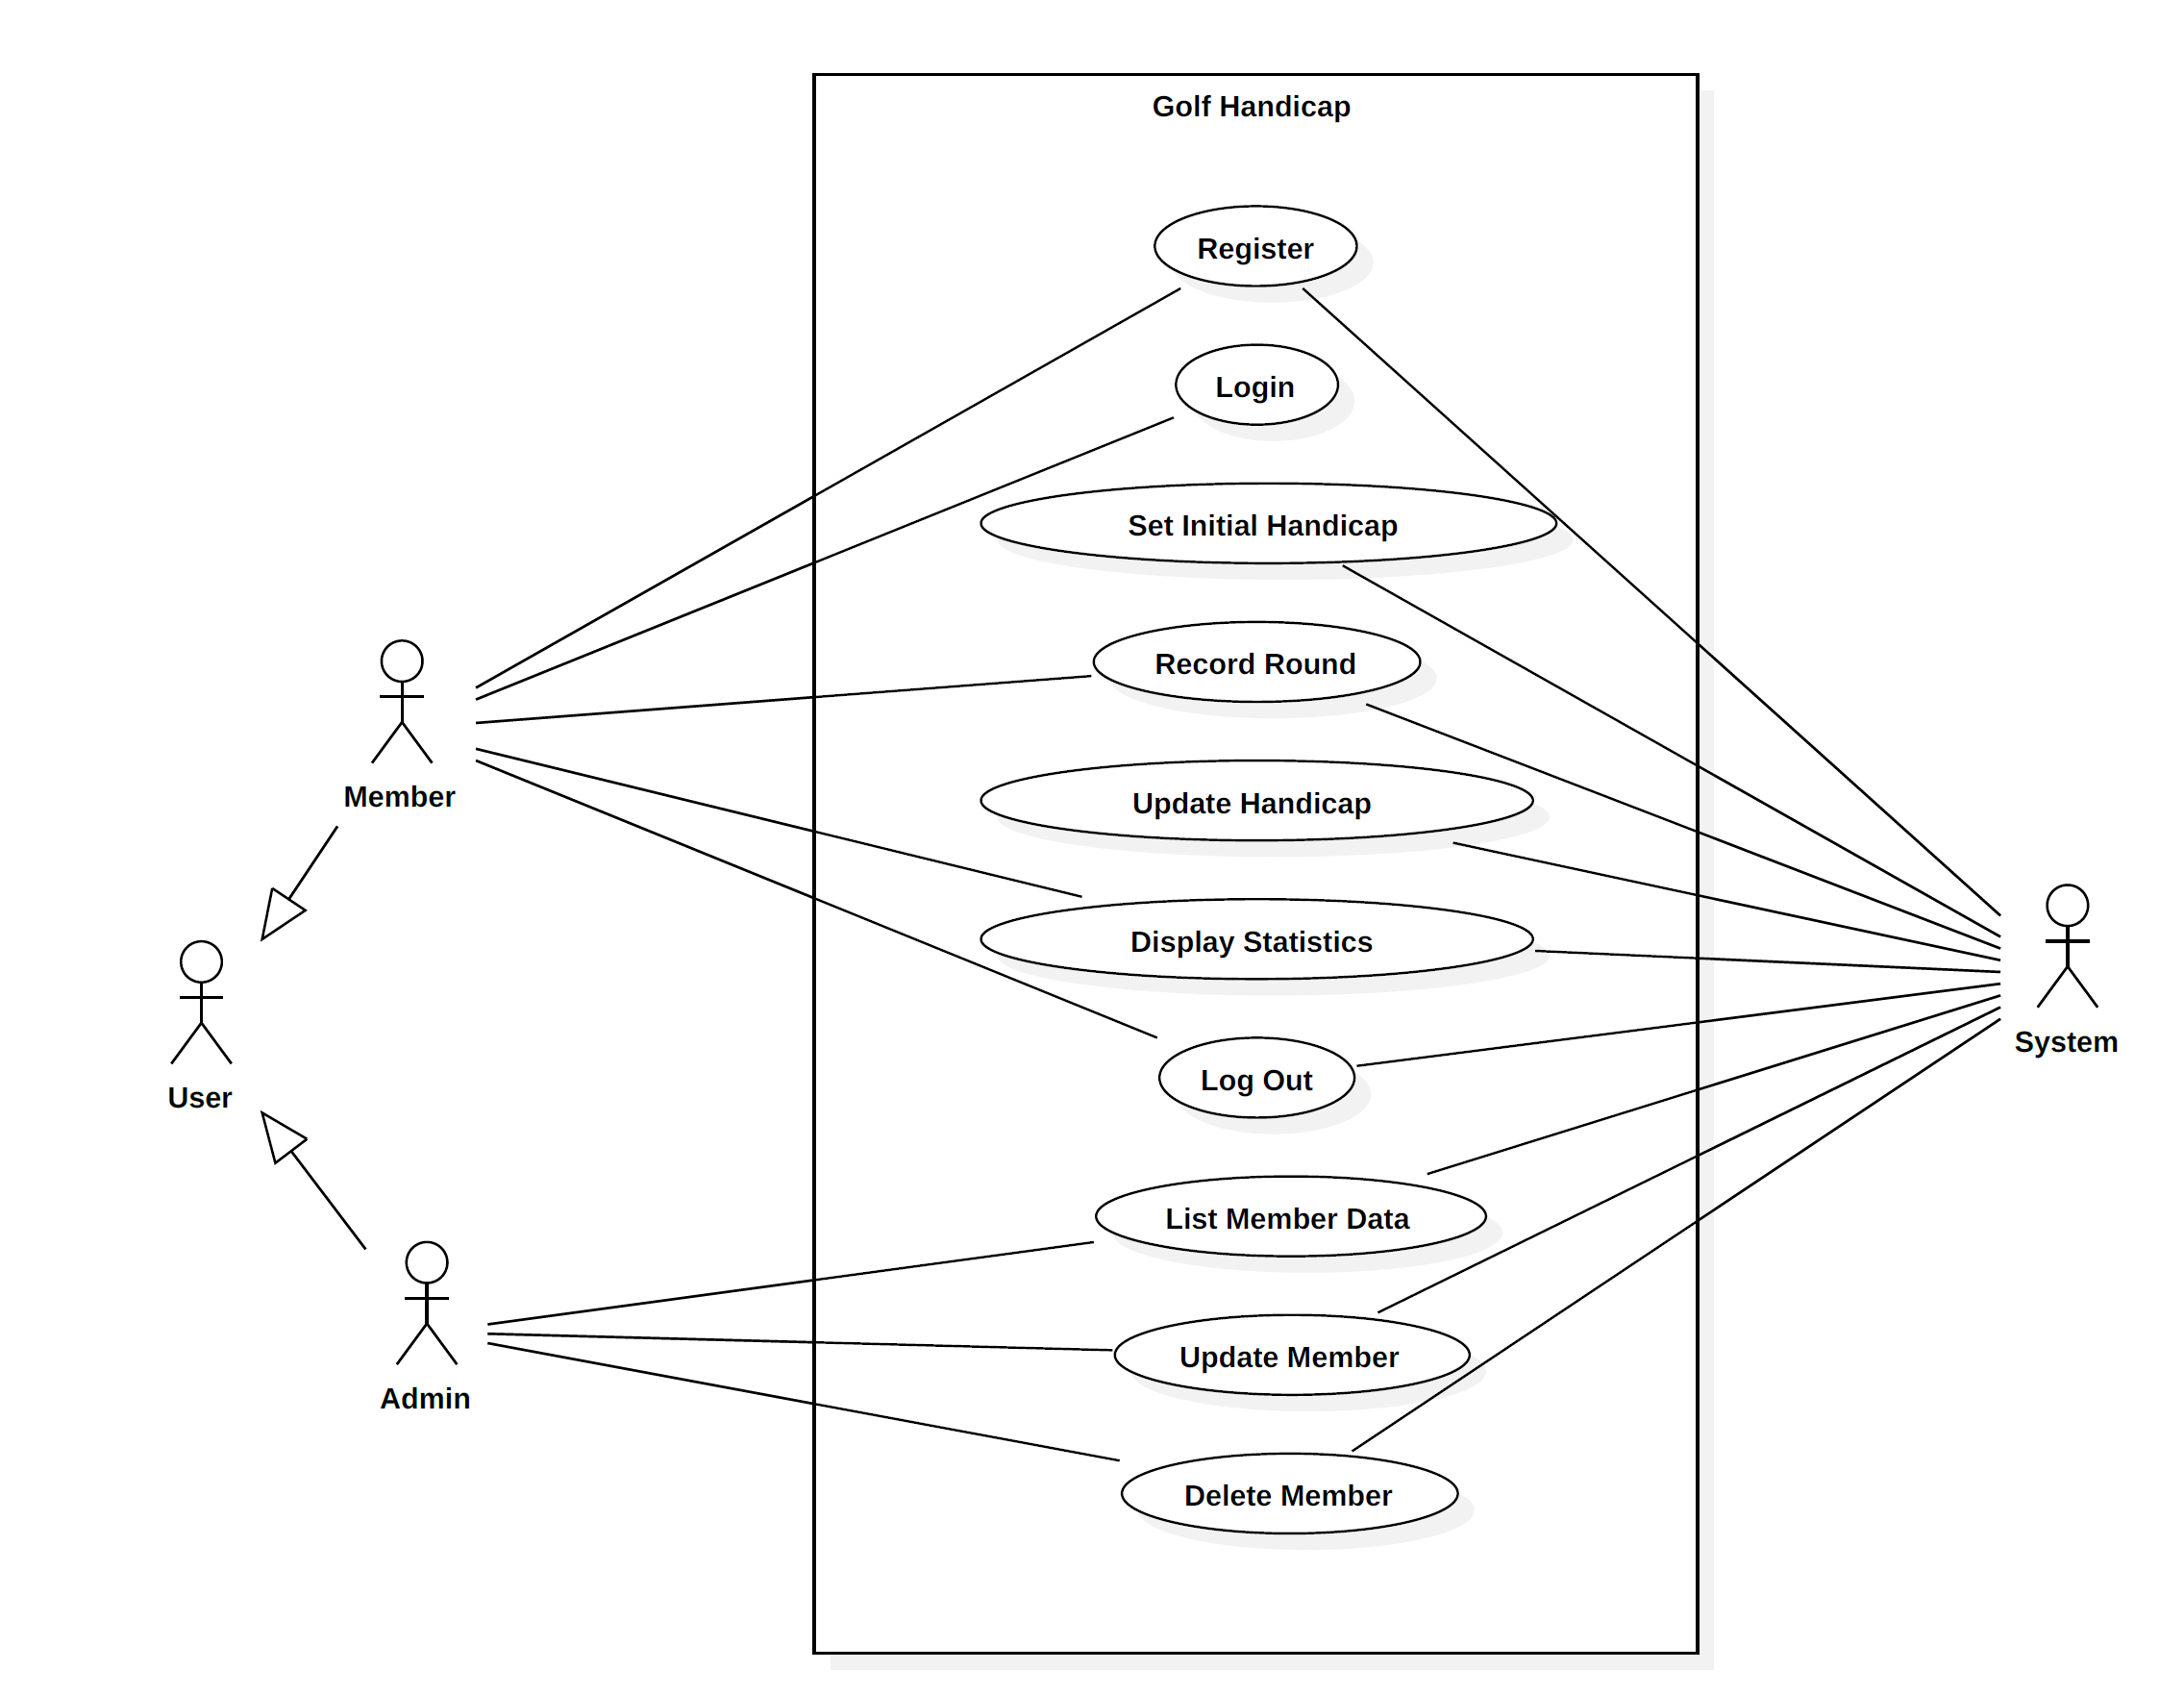 Golf Handicap
Register
Login
Set Initial Handicap
Record Round
Member
Update Handicap
Display Statistics
System
Log Out
User
List Member Data
Update Member
Admin
Delete Member